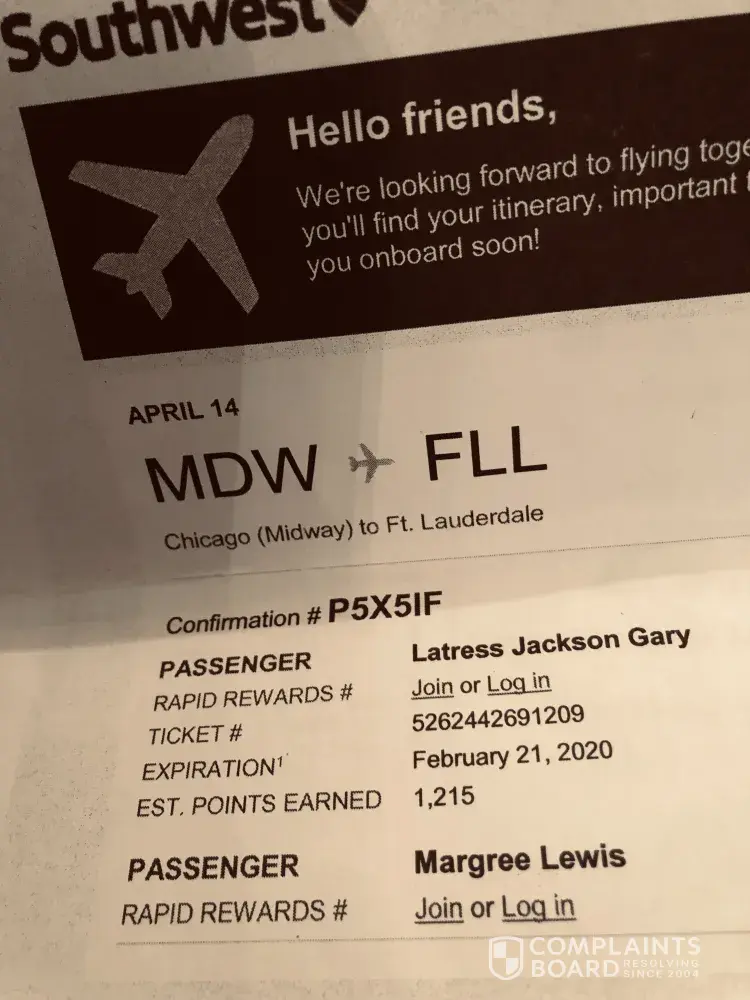 Southwest
Hello friends,
We're looking forward to flying
you'll find your itinerary, important
you onboard soon!
APRIL 14
MDW FLL
Chicago (Midway) to Ft. Lauderdale
Confirmation # P5X5IF
PASSENGER Latress Jackson Gary
RAPID REWARDS # Join or Log in
TICKET # 5262442691209
EXPIRATION¹ February 21, 2020
EST. POINTS EARNED 1,215
PASSENGER Margree Lewis
RAPID REWARDS # Join or Log in
COMPLAINTS
BOARD RESOLVING
SINCE 2004